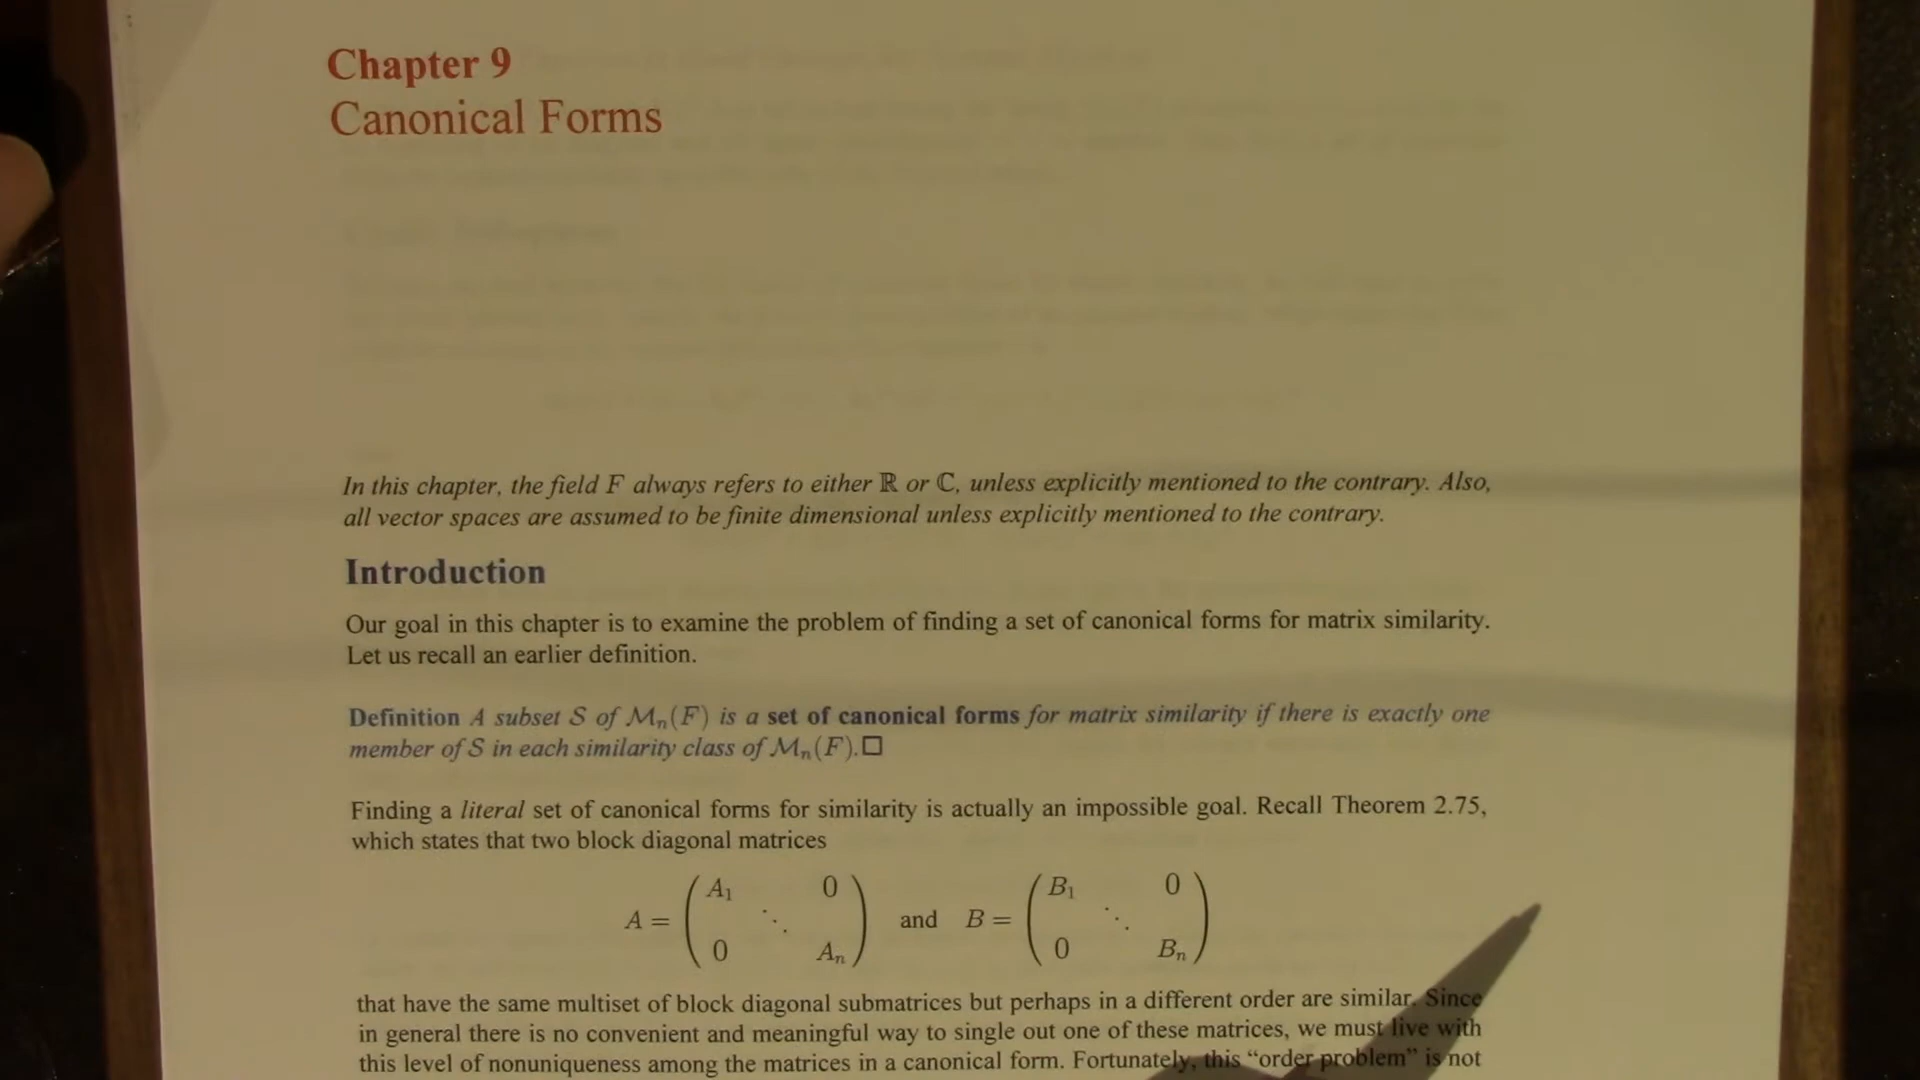 Chapter 9
Canonical Forms
In this chapter, the field F always refers to either ℝ or ℂ, unless explicitly mentioned to the contrary. Also,
all vector spaces are assumed to be finite dimensional unless explicitly mentioned to the contrary.
Introduction
Our goal in this chapter is to examine the problem of finding a set of canonical forms for matrix similarity.
Let us recall an earlier definition.
Definition A subset S of Mₙ(F) is a set of canonical forms for matrix similarity if there is exactly one
member of S in each similarity class of Mₙ(F).□
Finding a literal set of canonical forms for similarity is actually an impossible goal. Recall Theorem 2.75,
which states that two block diagonal matrices
A₁ 0 B₁ 0
A = ⋱ and B = ⋱
0 Aₙ 0 Bₙ
that have the same multiset of block diagonal submatrices but perhaps in a different order are similar. Since
in general there is no convenient and meaningful way to single out one of these matrices, we must live with
this level of nonuniqueness among the matrices in a canonical form. Fortunately, this “order problem” is not